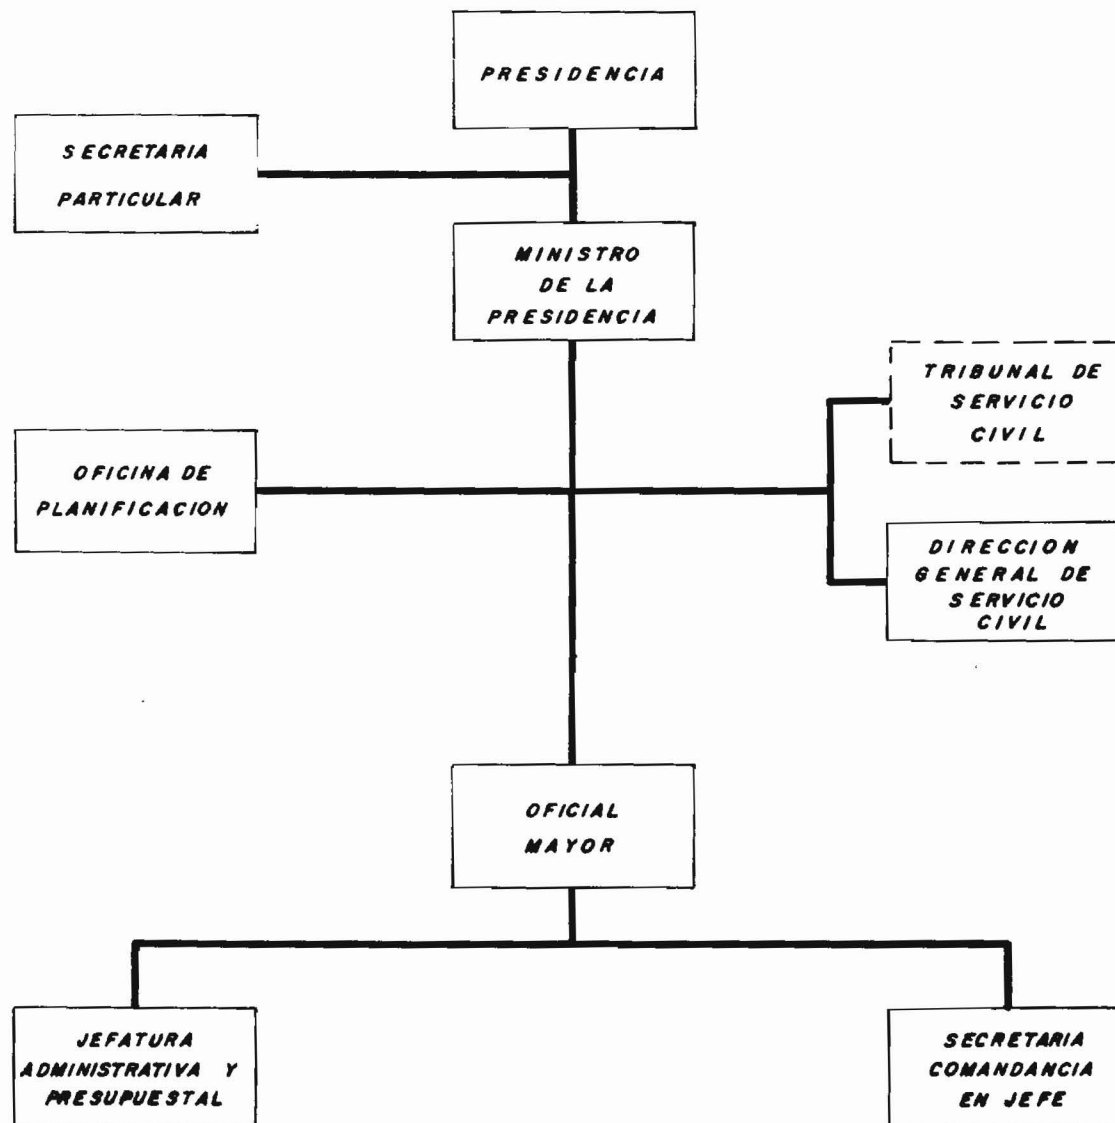 PRESIDENCIA
SECRETARIA
PARTICULAR
MINISTRO
DE LA
PRESIDENCIA
TRIBUNAL DE
SERVICIO
CIVIL
OFICINA DE
PLANIFICACION
DIRECCION
GENERAL DE
SERVICIO
CIVIL
OFICIAL
MAYOR
JEFATURA
ADMINISTRATIVA Y
PRESUPUESTAL
SECRETARIA
COMANDANCIA
EN JEFE